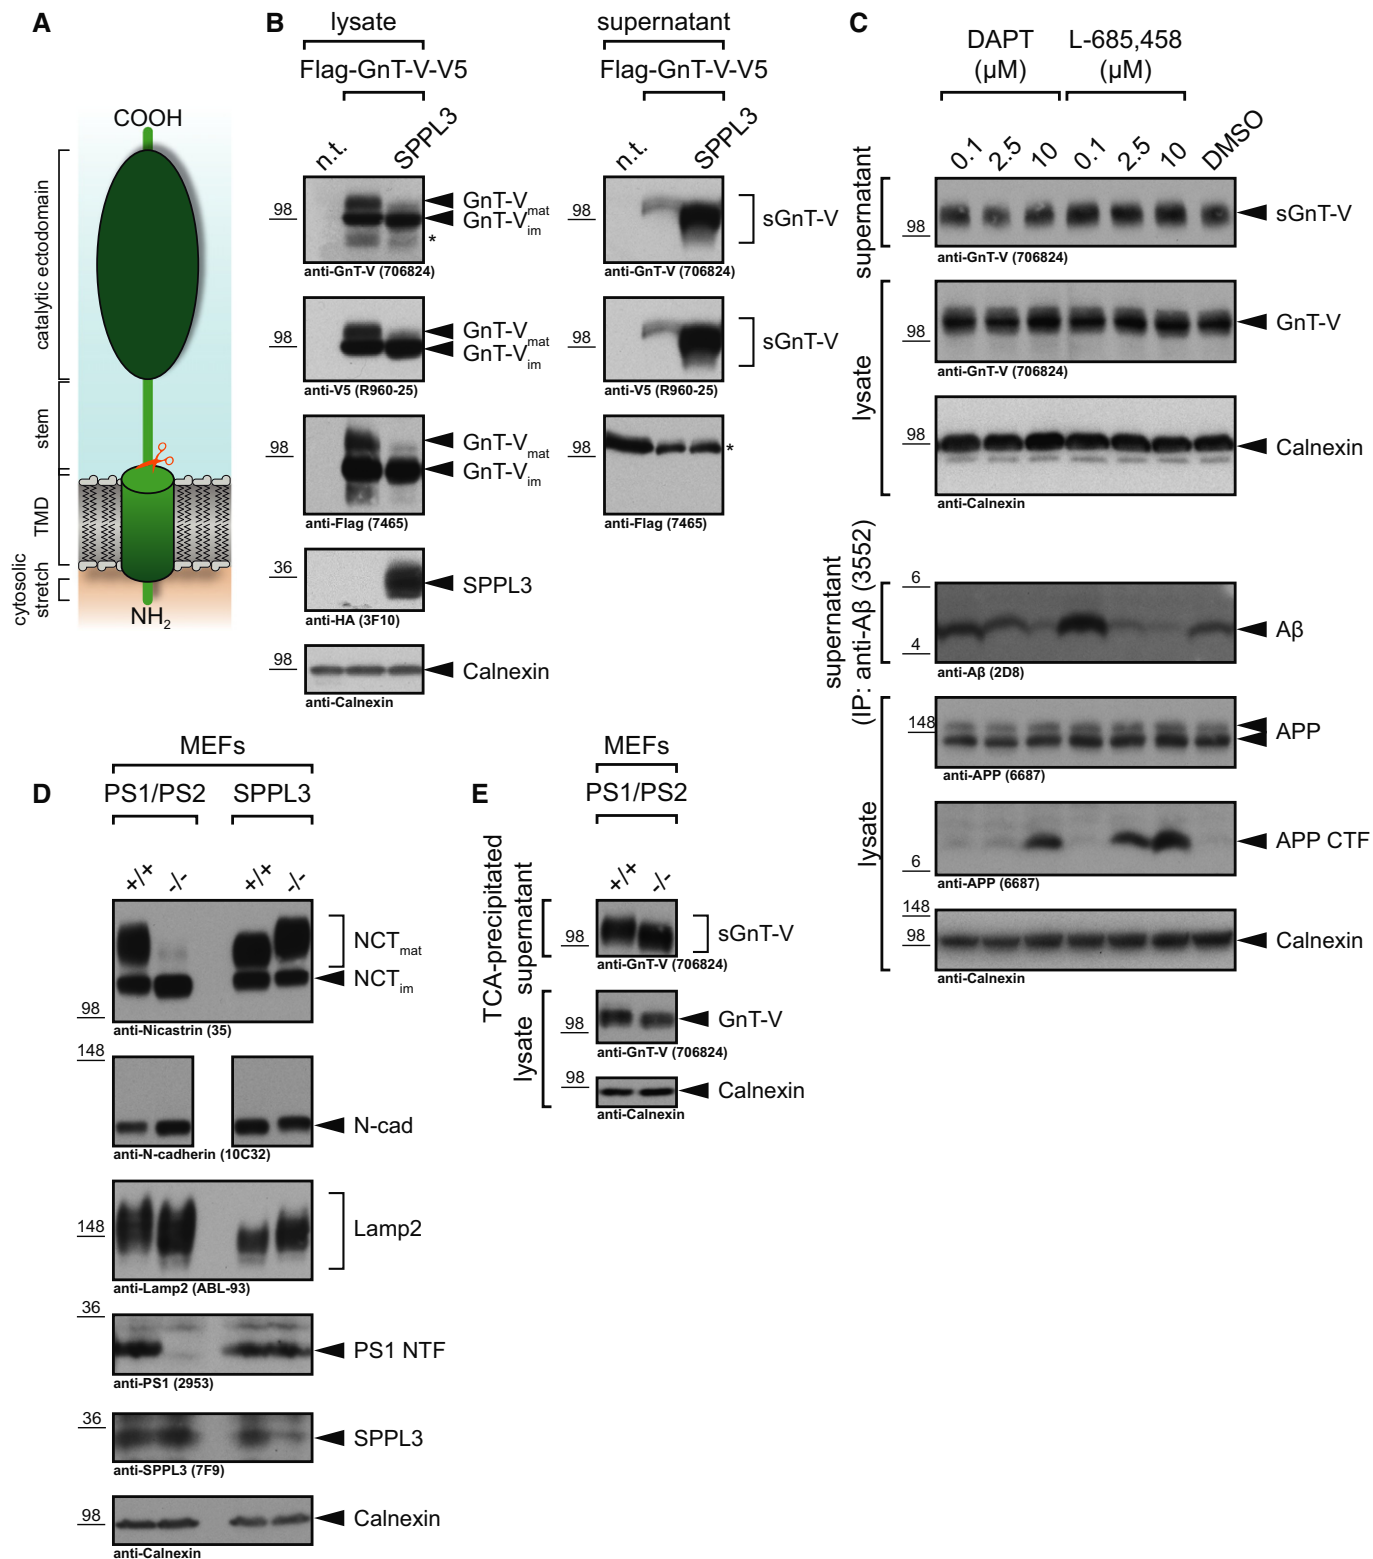 A
COOH
catalytic ectodomain
stem
TMD
cytosolic
stretch
NH2
B
lysate
Flag-GnT-V-V5
n.t.
SPPL3
98
GnT-Vmat
GnT-Vim
*
anti-GnT-V (706824)
98
GnT-Vmat
GnT-Vim
anti-V5 (R960-25)
98
GnT-Vmat
GnT-Vim
anti-Flag (7465)
36
SPPL3
anti-HA (3F10)
98
Calnexin
anti-Calnexin
supernatant
Flag-GnT-V-V5
n.t.
SPPL3
98
sGnT-V
anti-GnT-V (706824)
98
sGnT-V
anti-V5 (R960-25)
98
*
anti-Flag (7465)
C
DAPT
(µM)
L-685,458
(µM)
0.1
2.5
10
0.1
2.5
10
DMSO
supernatant
98
sGnT-V
anti-GnT-V (706824)
lysate
98
GnT-V
anti-GnT-V (706824)
98
Calnexin
anti-Calnexin
supernatant
(IP: anti-Aβ (3552)
6
4
Aβ
anti-Aβ (2D8)
lysate
148
APP
anti-APP (6687)
6
APP CTF
anti-APP (6687)
148
98
Calnexin
anti-Calnexin
D
MEFs
PS1/PS2
SPPL3
+/+
-/-
+/+
-/-
98
NCTmat
NCTim
anti-Nicastrin (35)
148
N-cad
anti-N-cadherin (10C32)
148
Lamp2
anti-Lamp2 (ABL-93)
36
PS1 NTF
anti-PS1 (2953)
36
SPPL3
anti-SPPL3 (7F9)
98
Calnexin
anti-Calnexin
E
MEFs
PS1/PS2
+/+
-/-
TCA-precipitated
supernatant
98
sGnT-V
anti-GnT-V (706824)
lysate
98
GnT-V
anti-GnT-V (706824)
98
Calnexin
anti-Calnexin